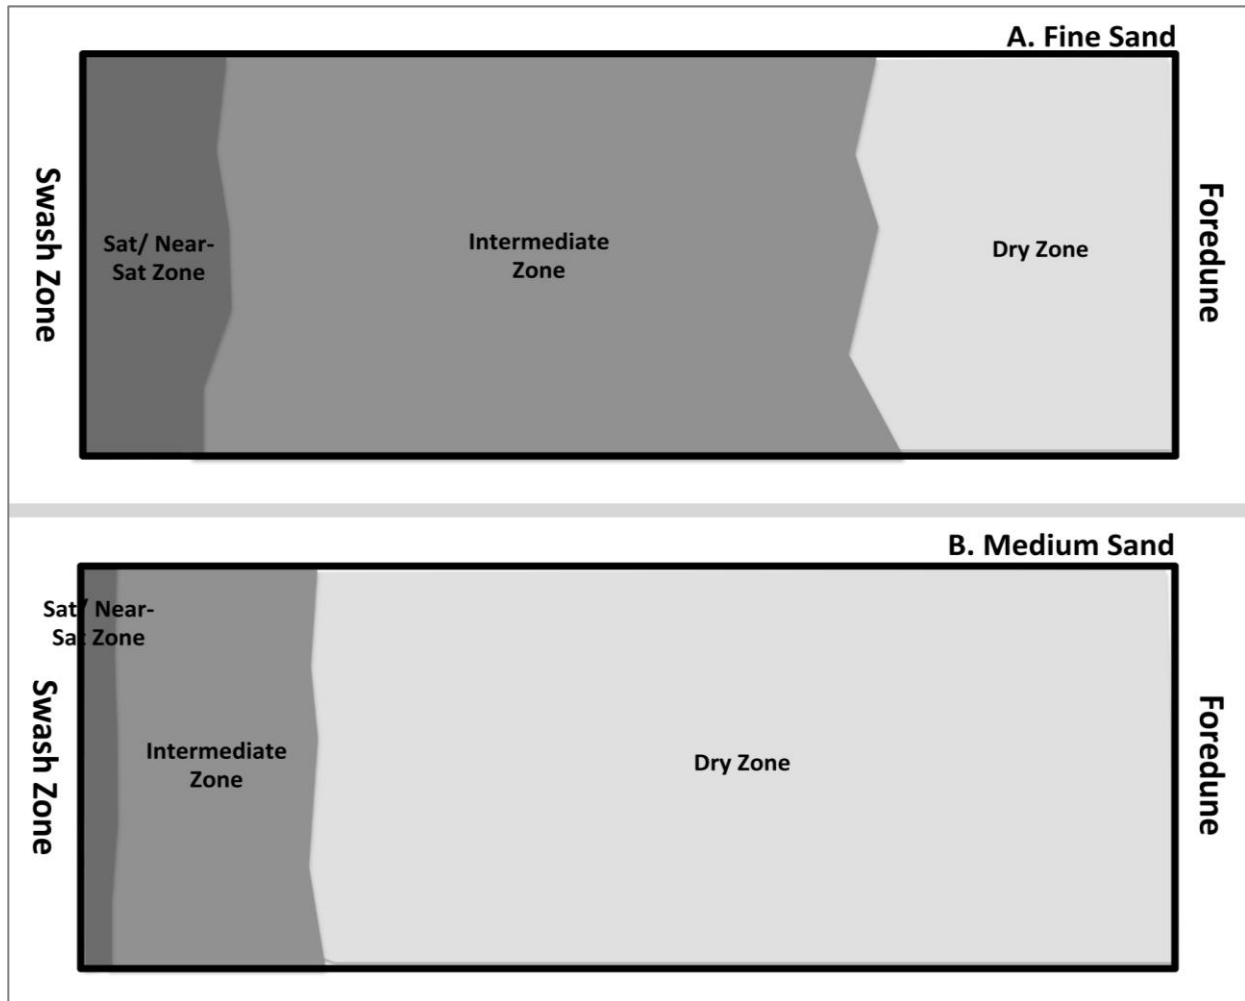 A. Fine Sand
Swash Zone
Sat/ Near-
Sat Zone
Intermediate
Zone
Dry Zone
Foredune
B. Medium Sand
Sat/ Near-
Sat Zone
Swash Zone
Intermediate
Zone
Dry Zone
Foredune